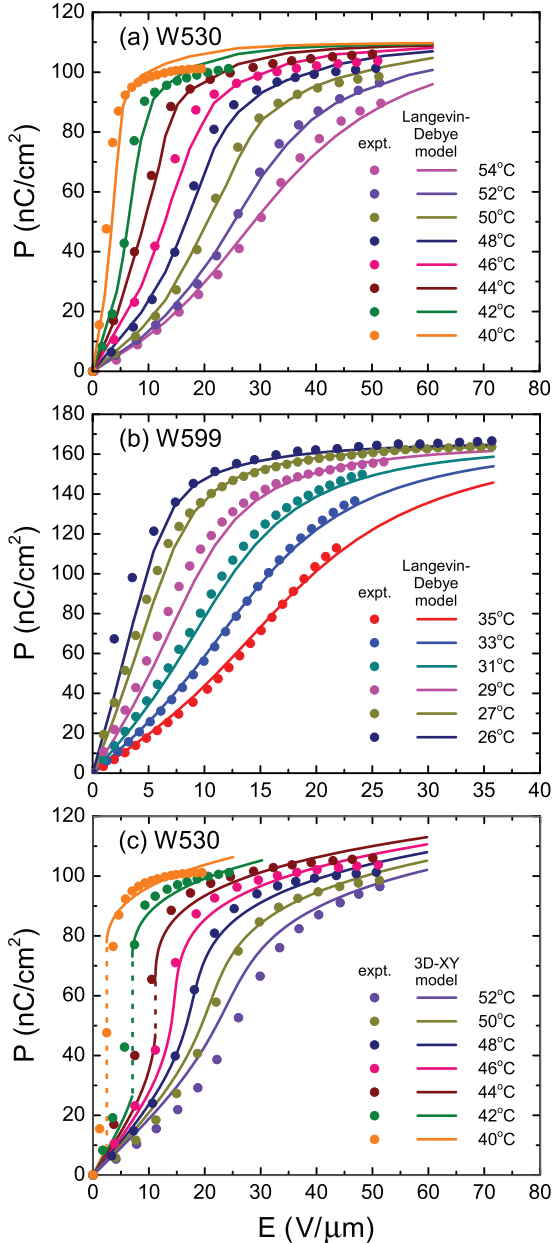 (a) W530
120
100
80
60
40
20
0
P (nC/cm²)
expt.
Langevin-
Debye
model
54°C
52°C
50°C
48°C
46°C
44°C
42°C
40°C
0 10 20 30 40 50 60 70 80
(b) W599
180
160
140
120
100
80
60
40
20
0
P (nC/cm²)
expt.
Langevin-
Debye
model
35°C
33°C
31°C
29°C
27°C
26°C
0 5 10 15 20 25 30 35 40
(c) W530
120
100
80
60
40
20
0
P (nC/cm²)
expt.
3D-XY
model
52°C
50°C
48°C
46°C
44°C
42°C
40°C
0 10 20 30 40 50 60 70 80
E (V/μm)